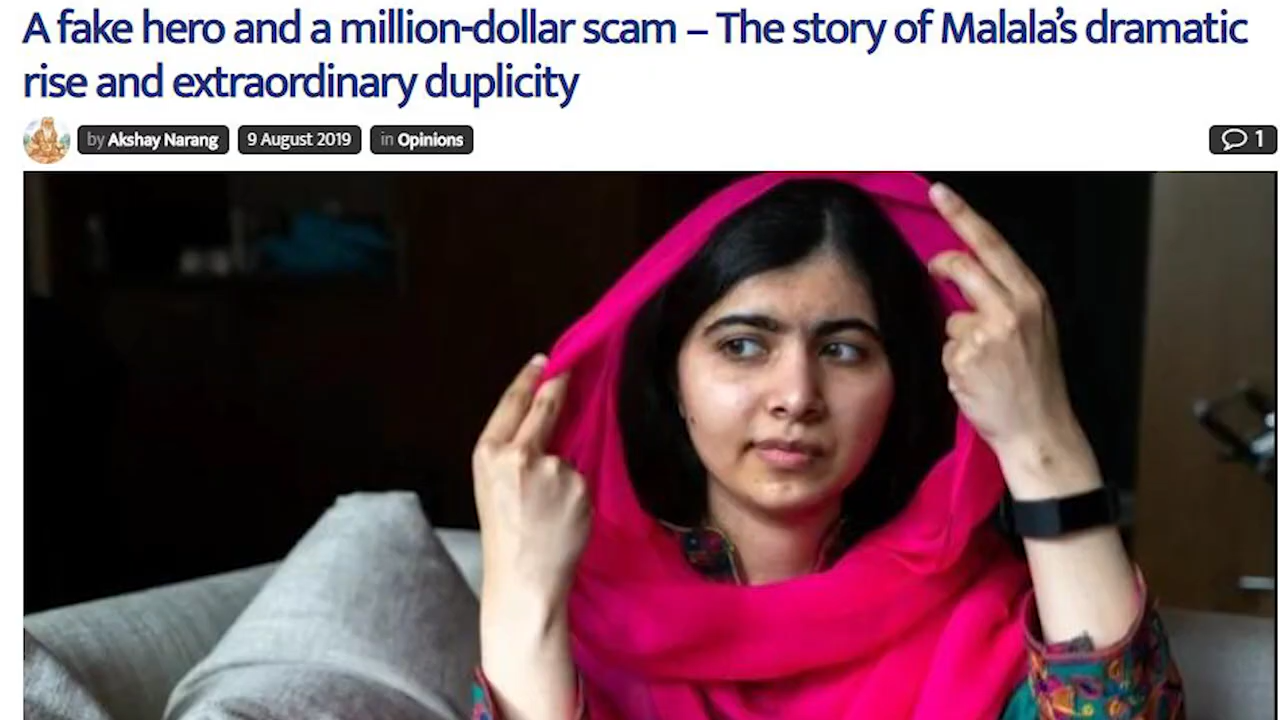 A fake hero and a million-dollar scam – The story of Malala’s dramatic
rise and extraordinary duplicity
by Akshay Narang 9 August 2019 in Opinions 1